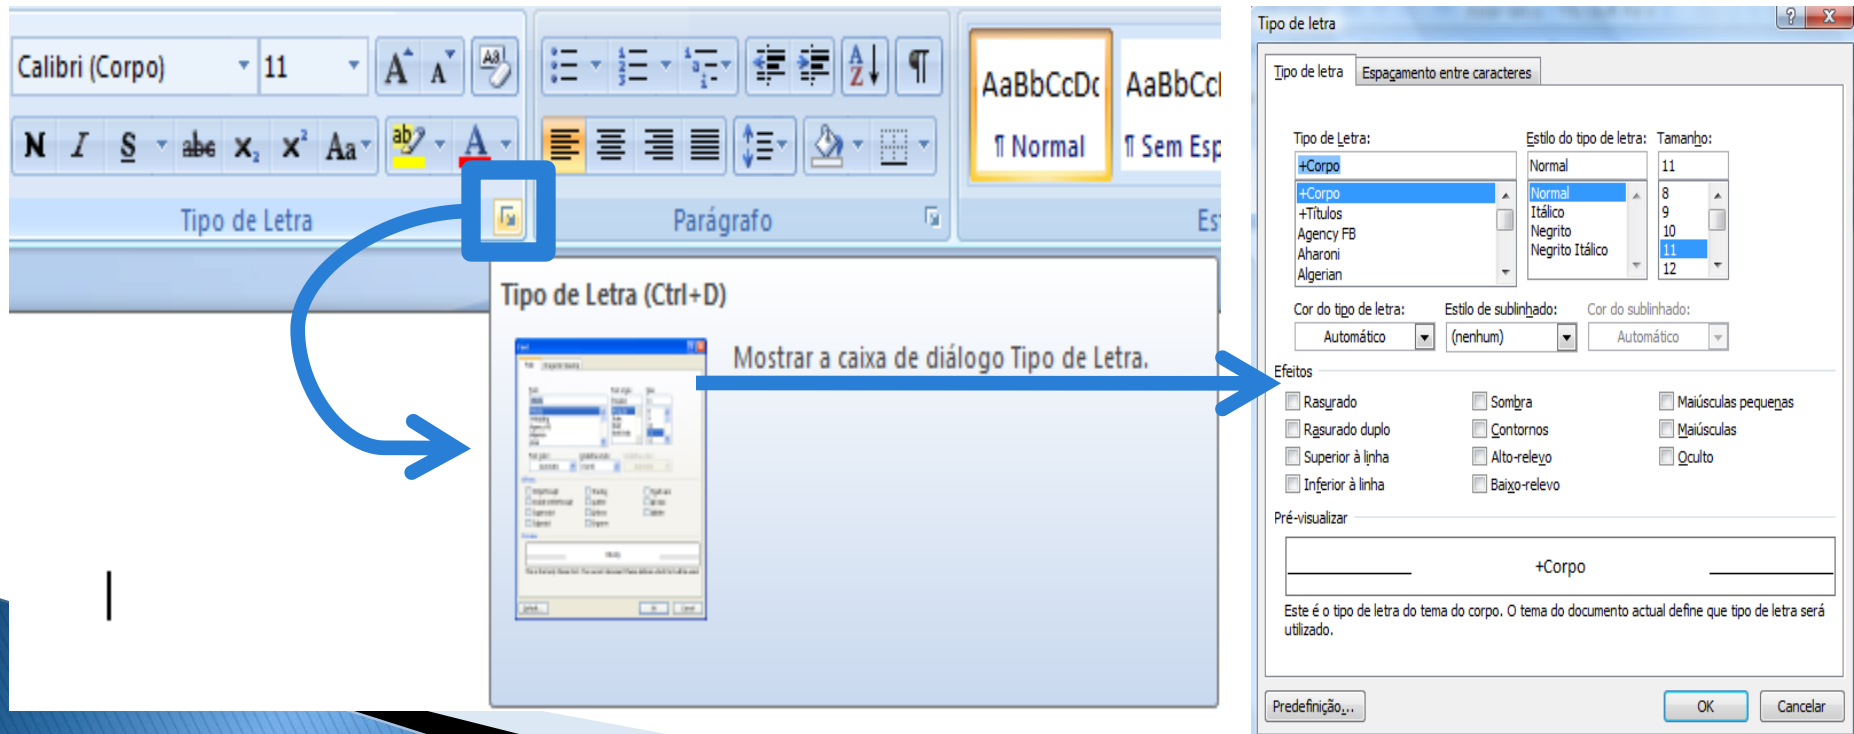 Calibri (Corpo) 11 A A Aa
N I S abe x₂ x² Aa ab A
Tipo de Letra
A Z ¶
Parágrafo
AaBbCcDc AaBbCcl
¶ Normal ¶ Sem Esp
Es
Tipo de Letra (Ctrl+D)
Mostrar a caixa de diálogo Tipo de Letra.
Tipo de letra
Tipo de letra Espaçamento entre caracteres
Tipo de Letra: Estilo do tipo de letra: Tamanho:
+Corpo Normal 11
+Corpo Normal 8
+Títulos Itálico 9
Agency FB Negrito 10
Aharoni Negrito Itálico 11
Algerian 12
Cor do tipo de letra: Estilo de sublinhado: Cor do sublinhado:
Automático (nenhum) Automático
Efeitos
Rasurado Sombra Maiúsculas pequenas
Rasurado duplo Contornos Maiúsculas
Superior à linha Alto-relevo Oculto
Inferior à linha Baixo-relevo
Pré-visualizar
+Corpo
Este é o tipo de letra do tema do corpo. O tema do documento actual define que tipo de letra será
utilizado.
Predefinição... OK Cancelar